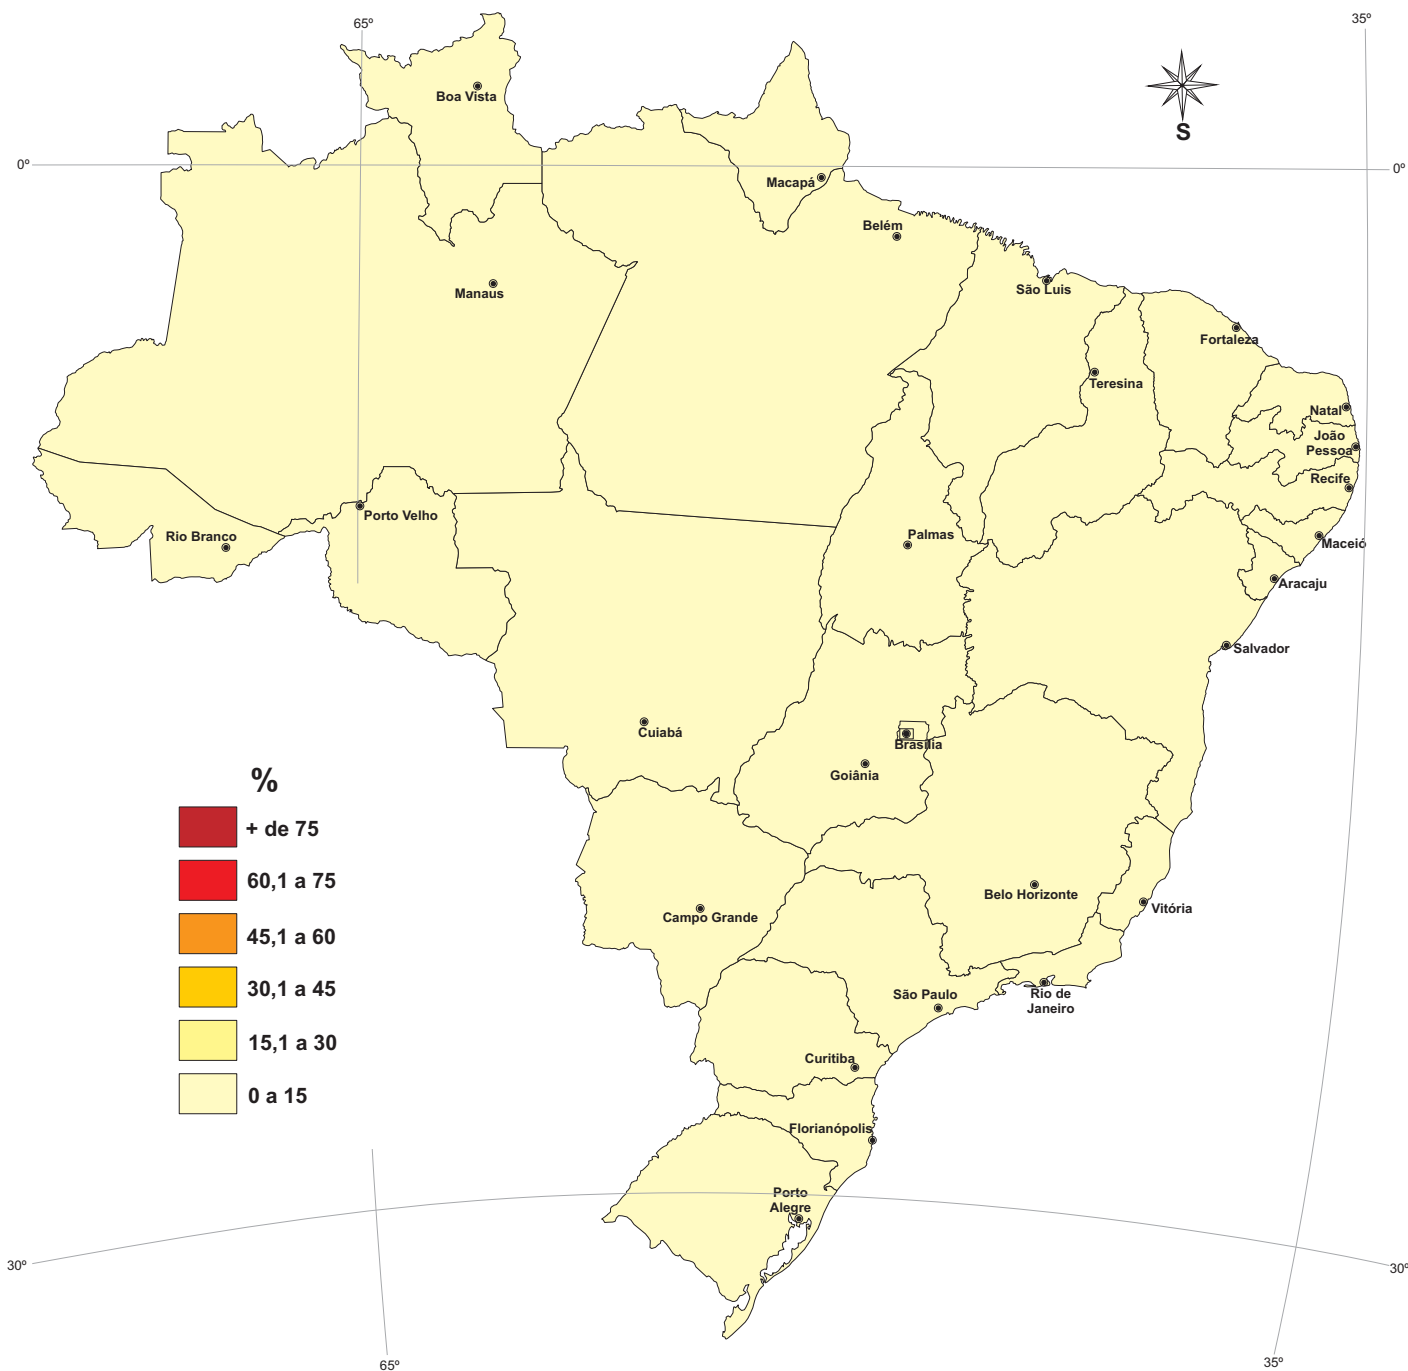 65º
35º
Boa Vista
S
0º
0º
Macapá
Belém
São Luis
Manaus
Fortaleza
Teresina
Natal
João
Pessoa
Recife
Porto Velho
Palmas
Rio Branco
Maceió
Aracaju
Salvador
Cuiabá
Brasília
Goiânia
%
+ de 75
60,1 a 75
45,1 a 60
30,1 a 45
15,1 a 30
0 a 15
Belo Horizonte
Vitória
Campo Grande
São Paulo
Rio de
Janeiro
Curitiba
Florianópolis
Porto
Alegre
30º
30º
65º
35º